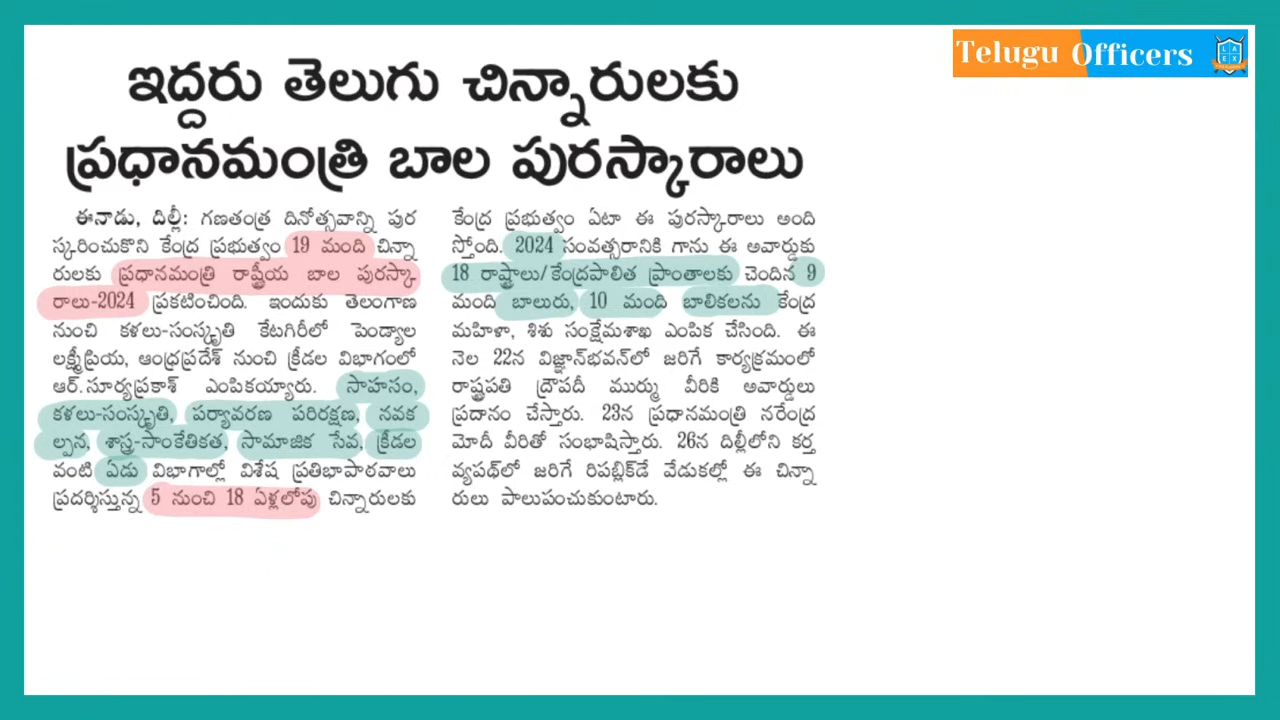 Telugu Officers
ఇద్దరు తెలుగు చిన్నారులకు
ప్రధానమంత్రి బాల పురస్కారాలు
ఈనాడు, దిల్లీ: గణతంత్ర దినోత్సవాన్ని పుర
స్కరించుకొని కేంద్ర ప్రభుత్వం 19 మంది చిన్నా
రులకు ప్రధానమంత్రి రాష్ట్రీయ బాల పురస్కా
రాలు-2024 ప్రకటించింది. ఇందుకు తెలంగాణ
నుంచి కళలు-సంస్కృతి కేటగిరీలో పెండ్యాల
లక్ష్మీప్రియ, ఆంధ్రప్రదేశ్ నుంచి క్రీడల విభాగంలో
ఆర్.సూర్యప్రకాశ్ ఎంపికయ్యారు. సాహసం,
కళలు-సంస్కృతి, పర్యావరణ పరిరక్షణ, నవక
ల్పన, శాస్త్ర-సాంకేతికత, సామాజిక సేవ, క్రీడల
వంటి ఏడు విభాగాల్లో విశేష ప్రతిభాపాఠవాలు
ప్రదర్శిస్తున్న 5 నుంచి 18 ఏళ్లలోపు చిన్నారులకు
కేంద్ర ప్రభుత్వం ఏటా ఈ పురస్కారాలు అంది
స్తోంది. 2024 సంవత్సరానికి గాను ఈ అవార్డుకు
18 రాష్ట్రాలు/కేంద్రపాలిత ప్రాంతాలకు చెందిన 9
మంది బాలురు, 10 మంది బాలికలను కేంద్ర
మహిళా, శిశు సంక్షేమశాఖ ఎంపిక చేసింది. ఈ
నెల 22న విజ్ఞాన్‌భవన్‌లో జరిగే కార్యక్రమంలో
రాష్ట్రపతి ద్రౌపదీ ముర్ము వీరికి అవార్డులు
ప్రదానం చేస్తారు. 23న ప్రధానమంత్రి నరేంద్ర
మోదీ వీరితో సంభాషిస్తారు. 26న దిల్లీలోని కర్త
వ్యపథ్‌లో జరిగే రిపబ్లిక్‌డే వేడుకల్లో ఈ చిన్నా
రులు పాలుపంచుకుంటారు.